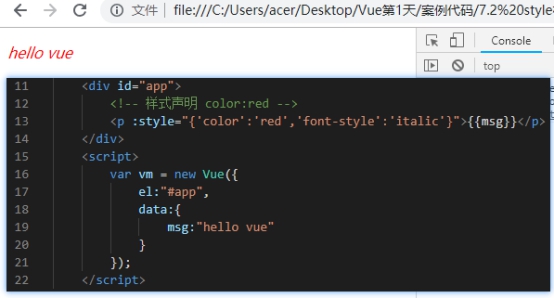 文件 | file:///C:/Users/acer/Desktop/Vue第1天/案例代码/7.2%20style
hello vue
Console
top
11 <div id="app">
12 <!-- 样式声明 color:red -->
13 <p :style="{'color':'red','font-style':'italic'}">{{msg}}</p>
14 </div>
15 <script>
16 var vm = new Vue({
17 el:"#app",
18 data:{
19 msg:"hello vue"
20 }
21 });
22 </script>